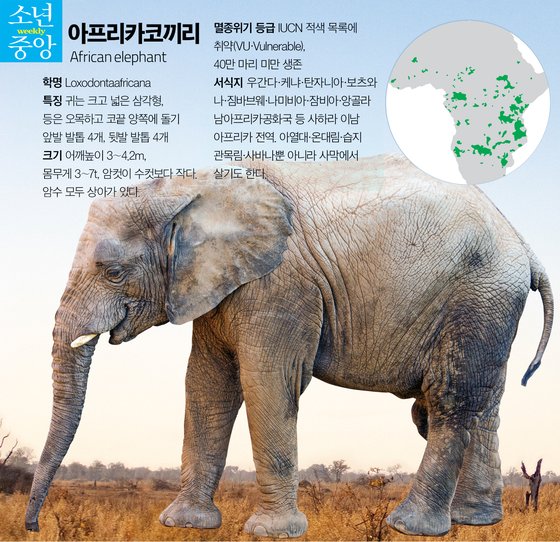 소년
weekly
중앙
아프리카코끼리
African elephant
학명 Loxodontaafricana
특징 귀는 크고 넓은 삼각형,
등은 오목하고 코끝 양쪽에 돌기
앞발 발톱 4개, 뒷발 발톱 4개
크기 어깨높이 3~4.2m,
몸무게 3~7t, 암컷이 수컷보다 작다.
암수 모두 상아가 있다.
멸종위기 등급 IUCN 적색 목록에
취약(VU·Vulnerable),
40만 마리 미만 생존
서식지 우간다·케냐·탄자니아·보츠와
나·짐바브웨·나미비아·잠비아·앙골라
남아프리카공화국 등 사하라 이남
아프리카 전역. 아열대·온대림·습지
관목림·사바나뿐 아니라 사막에서
살기도 한다.